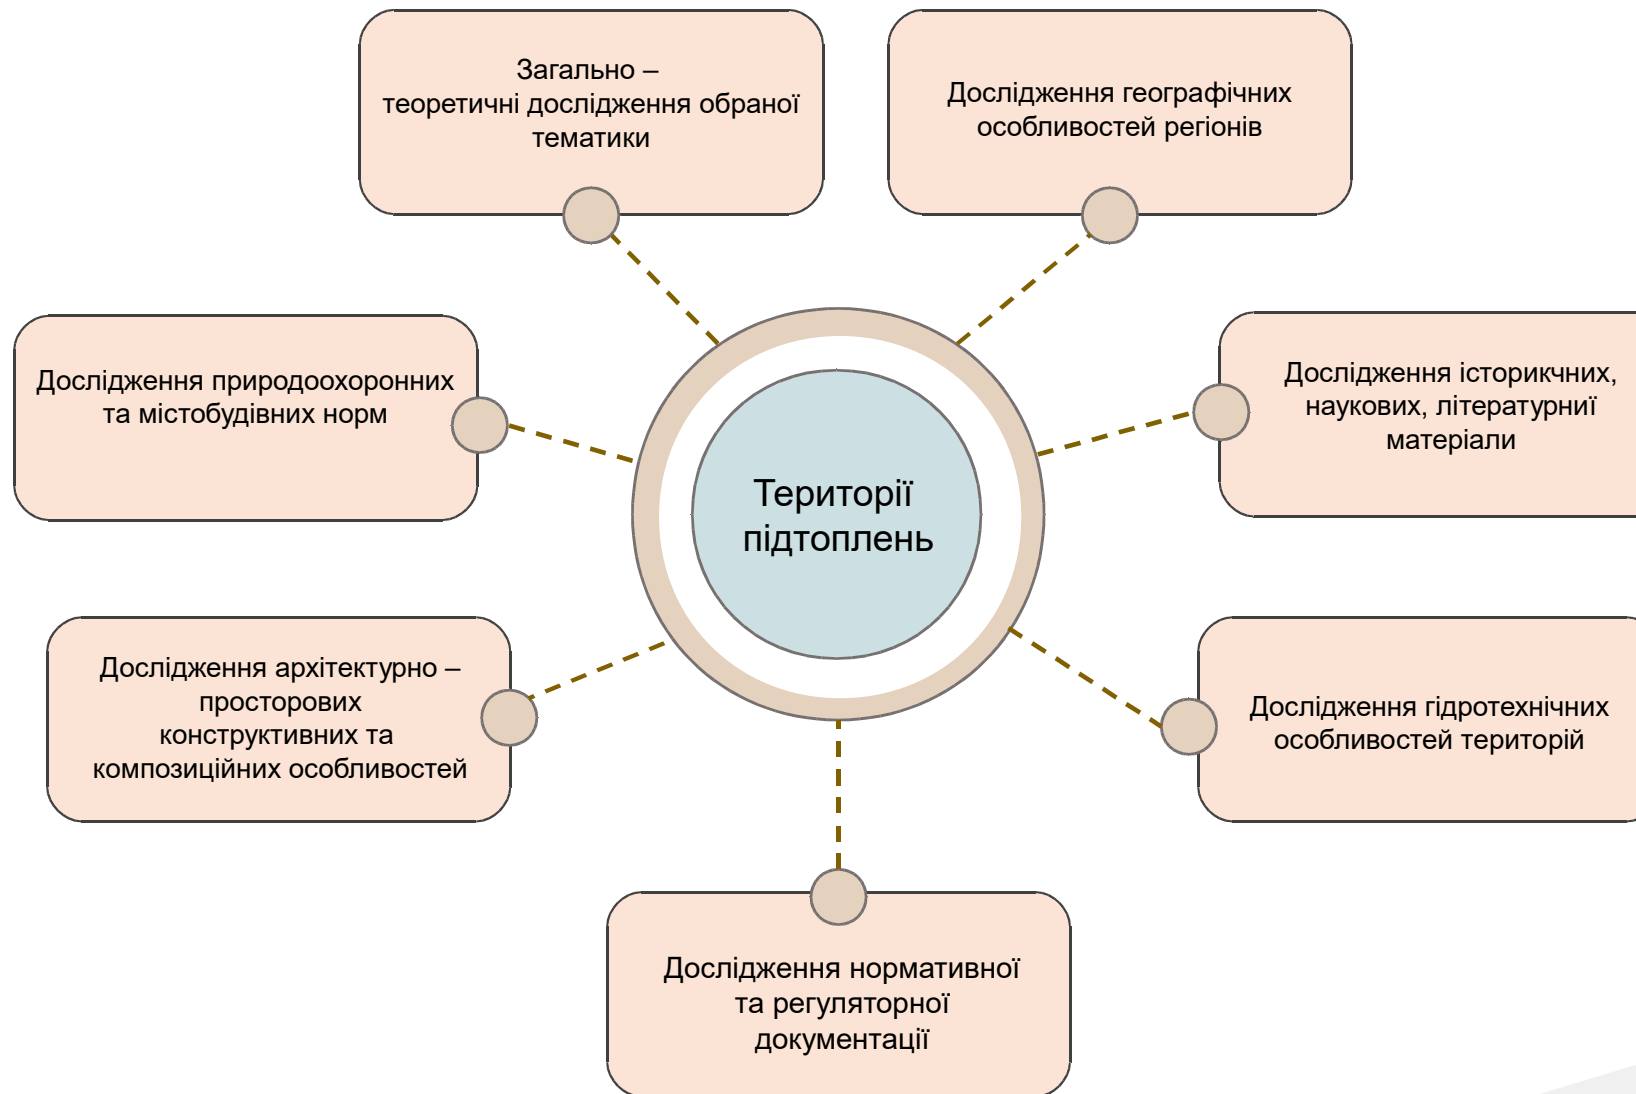 Загально –
теоретичні дослідження обраної
тематики
Дослідження географічних
особливостей регіонів
Дослідження природоохоронних
та містобудівних норм
Дослідження історикчних,
наукових, літературниї
матеріали
Території
підтоплень
Дослідження архітектурно –
просторових
конструктивних та
композиційних особливостей
Дослідження гідротехнічних
особливостей територій
Дослідження нормативної
та регуляторної
документації